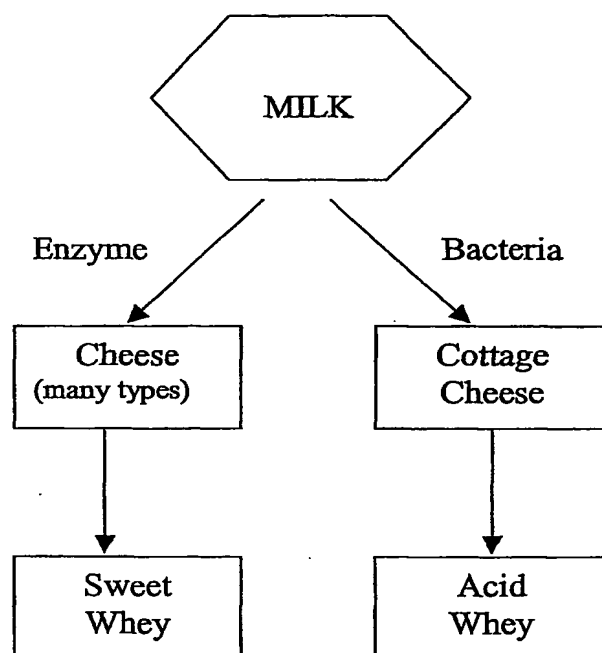 MILK
Enzyme
Bacteria
Cheese
(many types)
Cottage
Cheese
Sweet
Whey
Acid
Whey